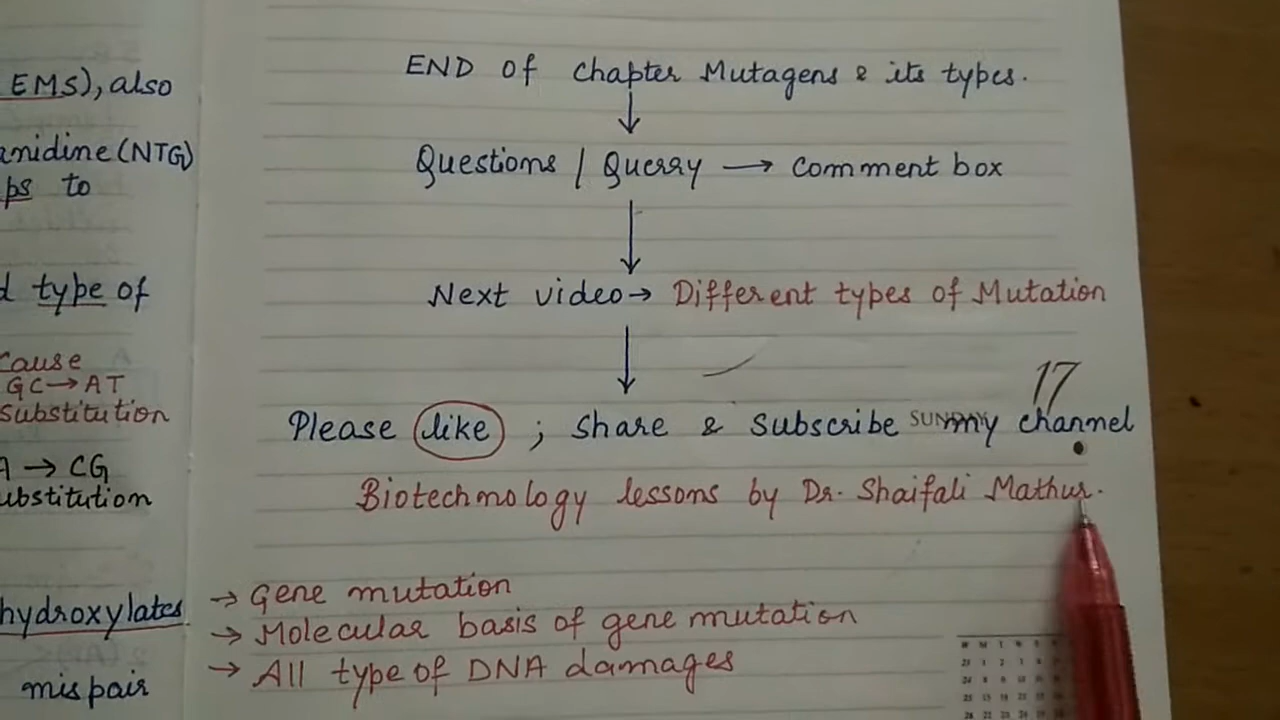 EMS), also
anidine (NTG)
ps to
d type of
cause
GC → AT
substitution
A → CG
ubstitution
hydroxylates
mispair
END of chapter Mutagens & its types.
↓
Questions / Querry → comment box
↓
Next video → Different types of Mutation
↓
17
Please like ; share & subscribe my channel
SUNDAY
Biotechnology lessons by Dr. Shaifali Mathur.
→ Gene mutation
→ Molecular basis of gene mutation
→ All type of DNA damages